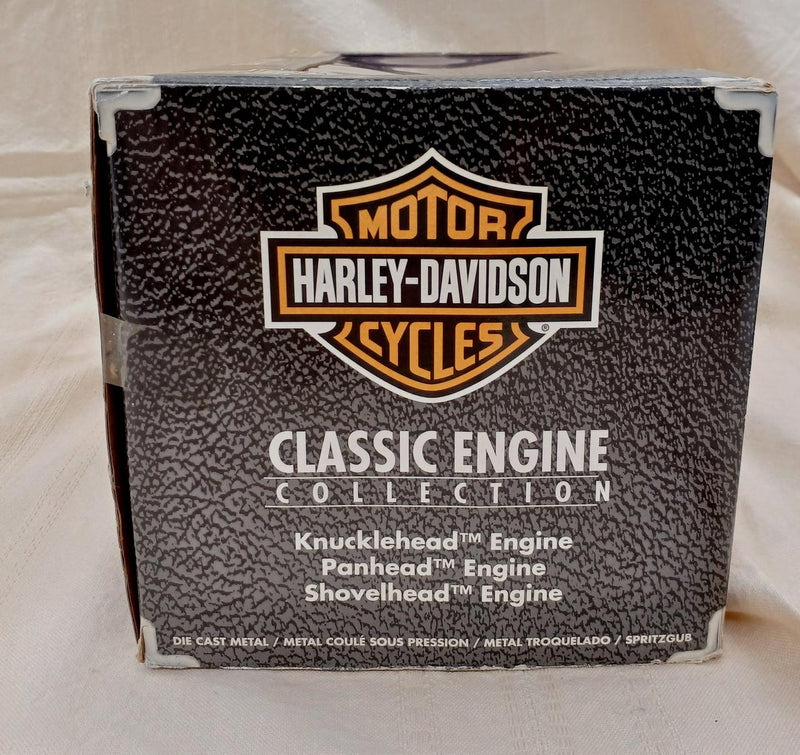 MOTOR
HARLEY-DAVIDSON
CYCLES ®
CLASSIC ENGINE
COLLECTION
Knucklehead™ Engine
Panhead™ Engine
Shovelhead™ Engine
DIE CAST METAL / METAL COULÉ SOUS PRESSION / METAL TROQUELADO / SPRITZGUB